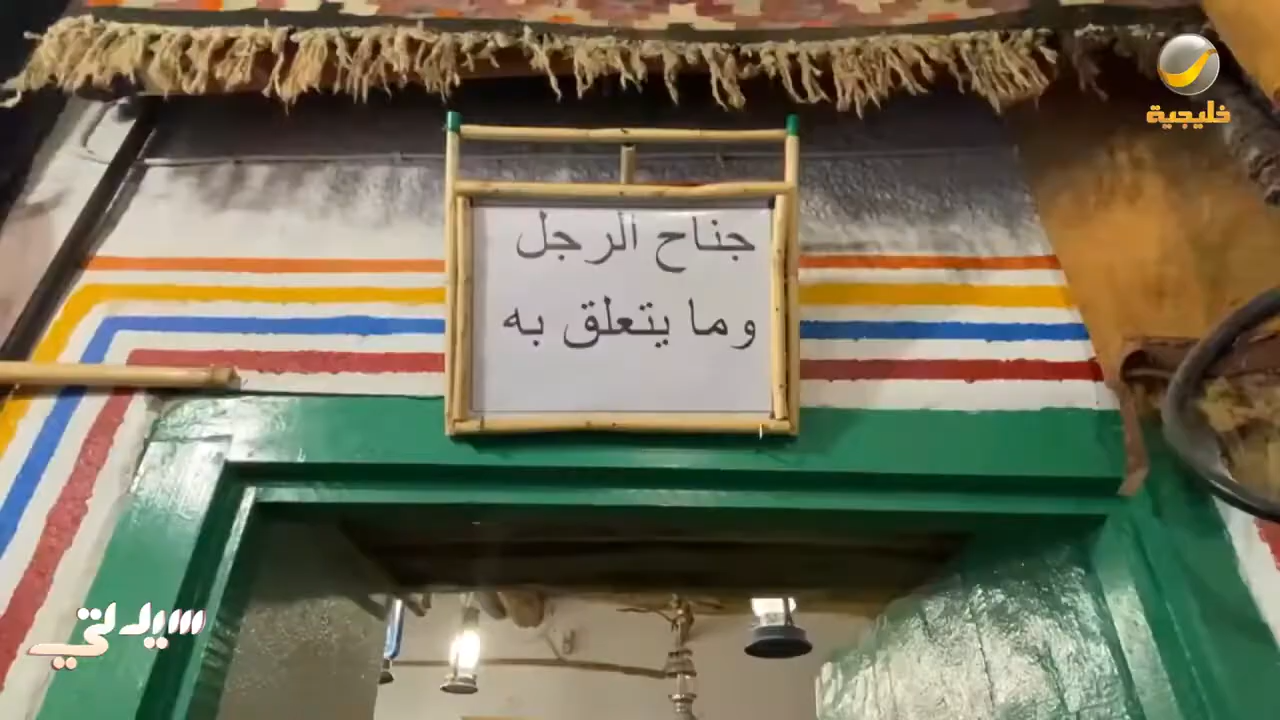 خليجية
جناح الرجل
وما يتعلق به
سيدتي